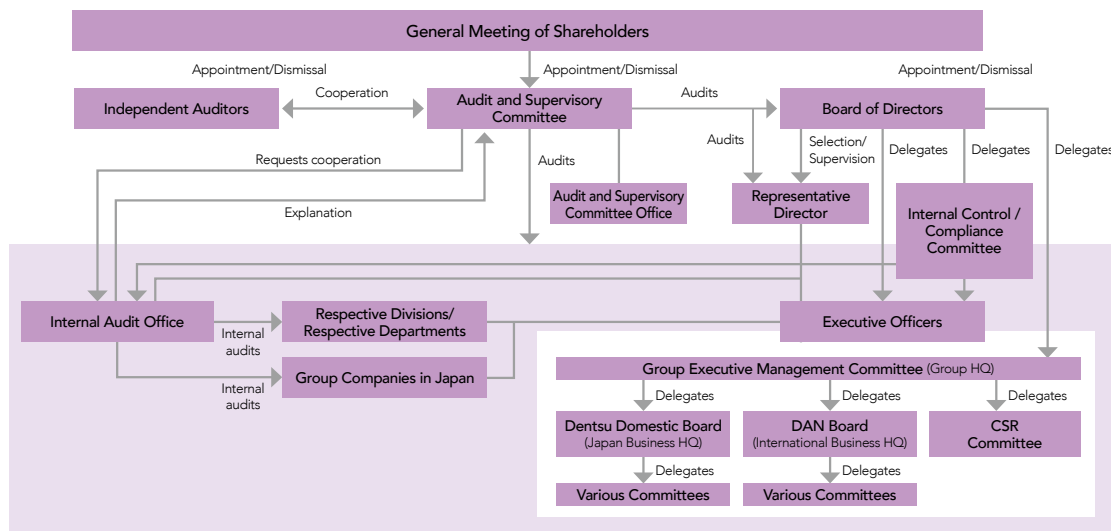 General Meeting of Shareholders
Appointment/Dismissal
Appointment/Dismissal
Appointment/Dismissal
Independent Auditors
Cooperation
Audit and Supervisory
Committee
Audits
Board of Directors
Requests cooperation
Audits
Audits
Selection/
Supervision
Delegates
Delegates
Delegates
Explanation
Audit and Supervisory
Committee Office
Representative
Director
Internal Control /
Compliance
Committee
Internal Audit Office
Internal
audits
Respective Divisions/
Respective Departments
Executive Officers
Internal
audits
Group Companies in Japan
Group Executive Management Committee (Group HQ)
Delegates
Delegates
Delegates
Dentsu Domestic Board
(Japan Business HQ)
DAN Board
(International Business HQ)
CSR
Committee
Delegates
Delegates
Various Committees
Various Committees